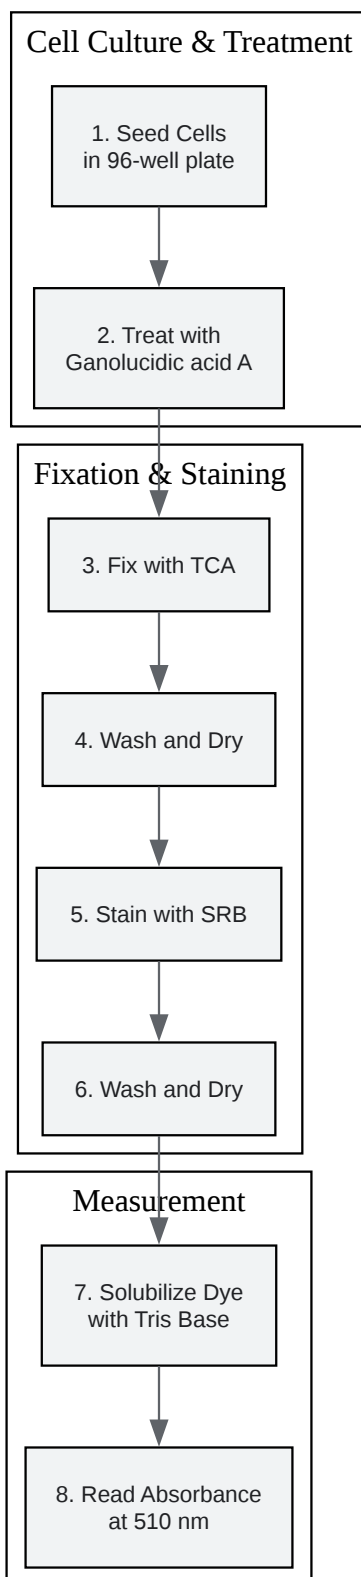 Cell Culture & Treatment
1. Seed Cells
in 96-well plate
2. Treat with
Ganolucidic acid A
Fixation & Staining
3. Fix with TCA
4. Wash and Dry
5. Stain with SRB
6. Wash and Dry
Measurement
7. Solubilize Dye
with Tris Base
8. Read Absorbance
at 510 nm